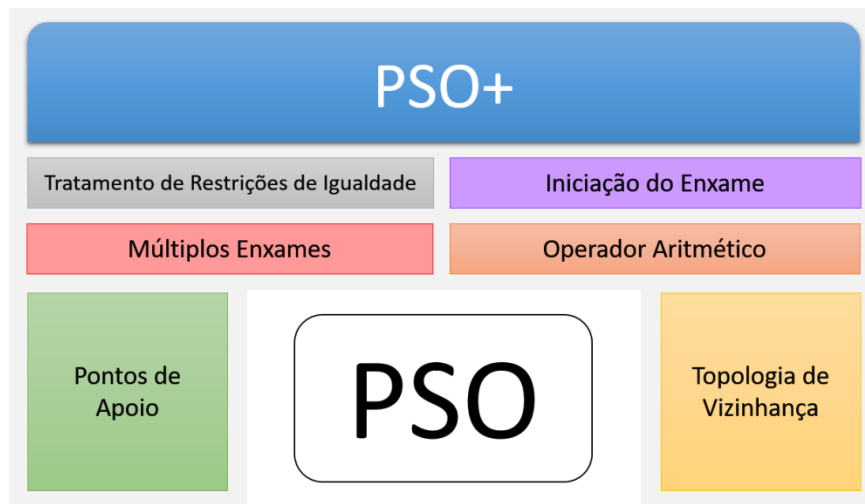 PSO+
Tratamento de Restrições de Igualdade
Iniciação do Enxame
Múltiplos Enxames
Operador Aritmético
Pontos de
Apoio
PSO
Topologia de
Vizinhança